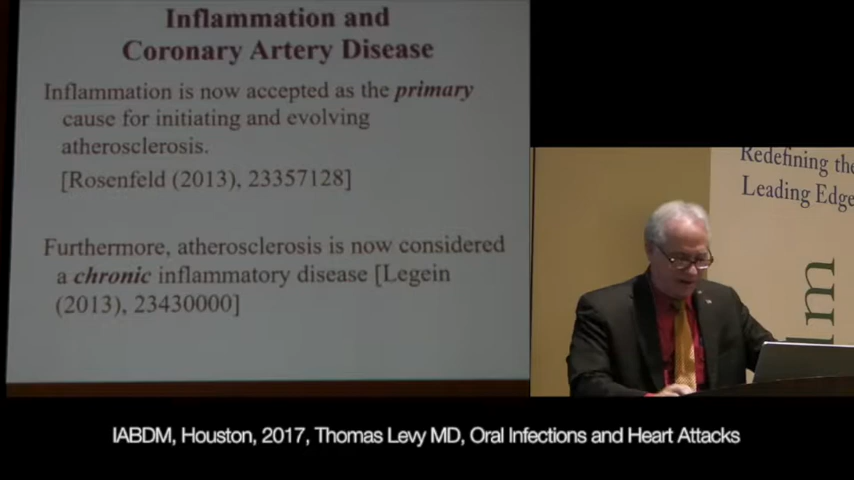 Inflammation and
Coronary Artery Disease
Inflammation is now accepted as the primary
cause for initiating and evolving
atherosclerosis.
[Rosenfeld (2013), 23357128]
Furthermore, atherosclerosis is now considered
a chronic inflammatory disease [Legein
(2013), 23430000]
Redefining the
Leading Edge
um
IABDM, Houston, 2017, Thomas Levy MD, Oral Infections and Heart Attacks